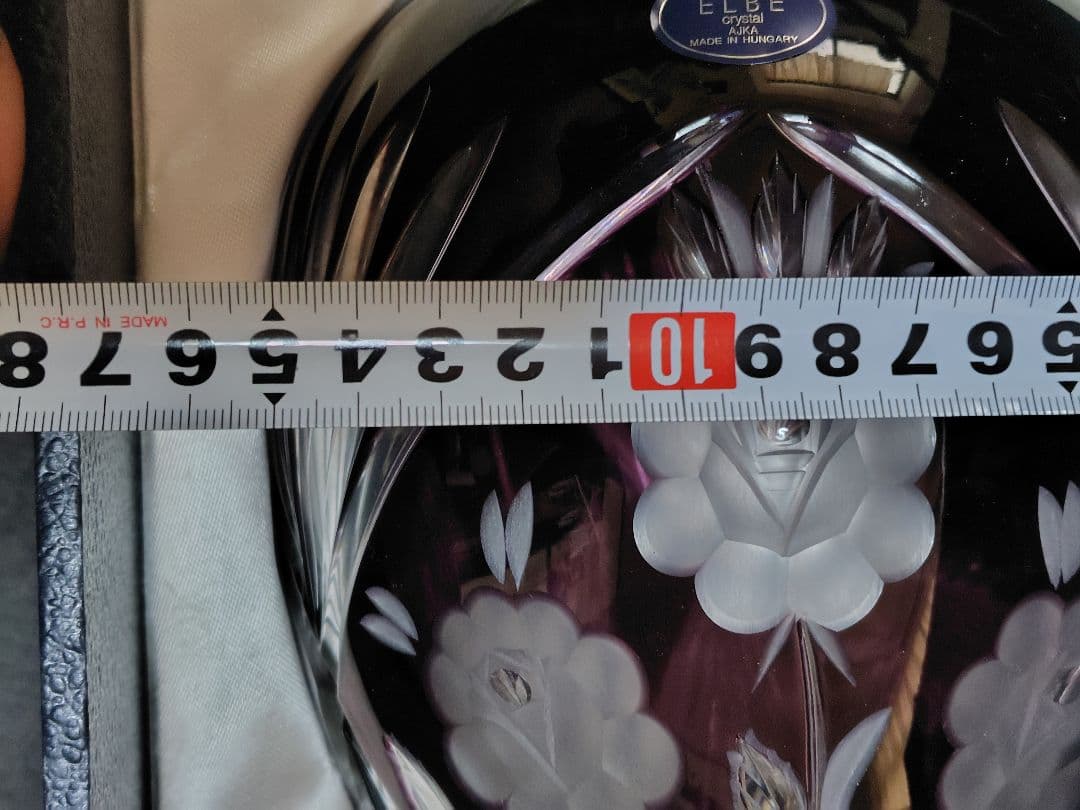 ELBE
crystal
AJKA
MADE IN HUNGARY
MADE IN P.R.C
5 6 7 8 9 10 1 2 3 4 5 6 7 8